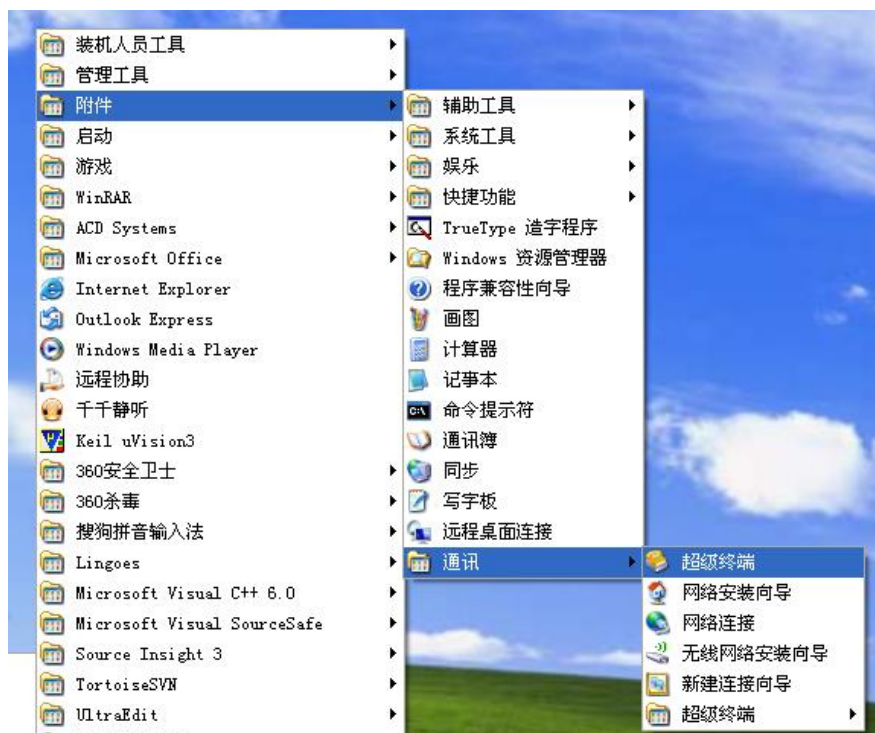 装机人员工具
管理工具
附件
启动
游戏
WinRAR
ACD Systems
Microsoft Office
Internet Explorer
Outlook Express
Windows Media Player
远程协助
千千静听
Keil uVision3
360安全卫士
360杀毒
搜狗拼音输入法
Lingoes
Microsoft Visual C++ 6.0
Microsoft Visual SourceSafe
Source Insight 3
TortoiseSVN
UltraEdit
辅助工具
系统工具
娱乐
快捷功能
TrueType 造字程序
Windows 资源管理器
程序兼容性向导
画图
计算器
记事本
命令提示符
通讯簿
同步
写字板
远程桌面连接
通讯
超级终端
网络安装向导
网络连接
无线网络安装向导
新建连接向导
超级终端